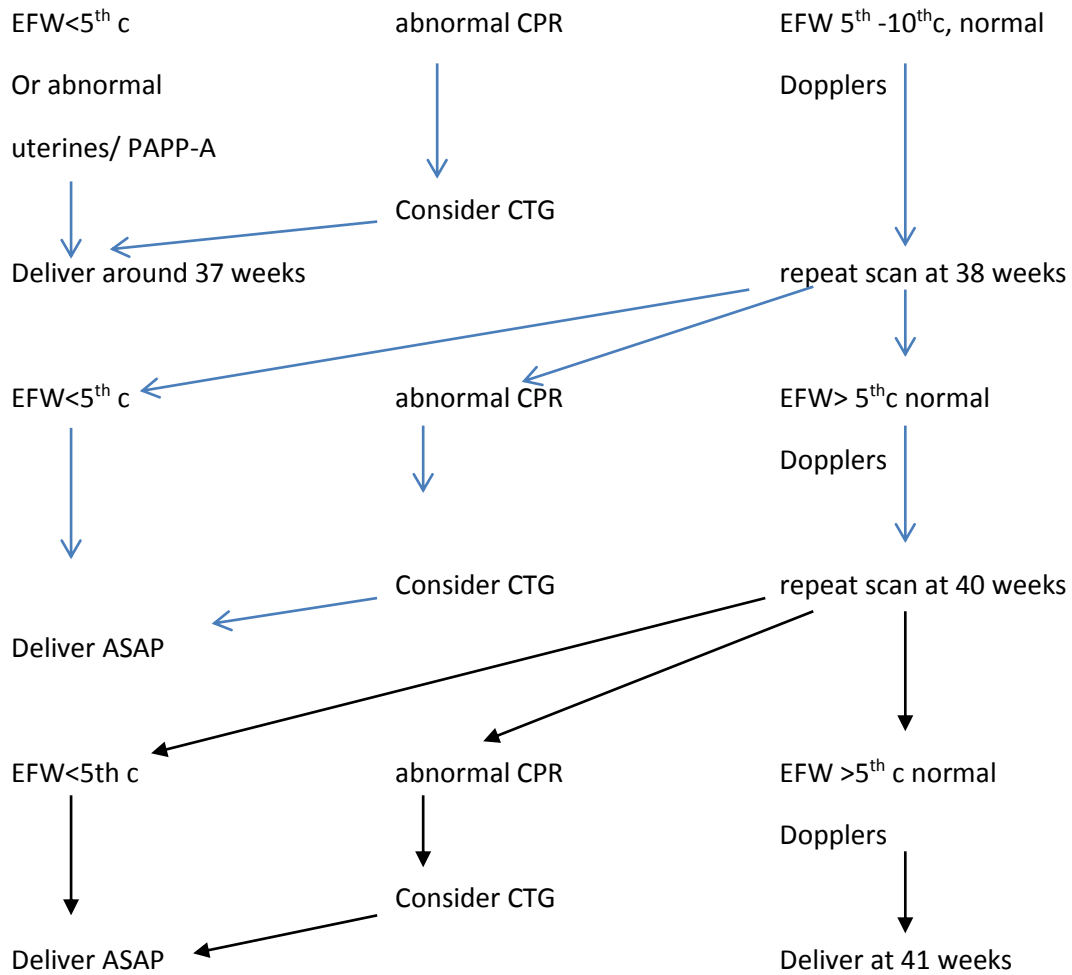 EFW<5th c abnormal CPR EFW 5th -10thc, normal
Or abnormal Dopplers
uterines/ PAPP-A
Consider CTG
Deliver around 37 weeks repeat scan at 38 weeks
EFW<5th c abnormal CPR EFW> 5thc normal
Dopplers
Consider CTG repeat scan at 40 weeks
Deliver ASAP
EFW<5th c abnormal CPR EFW >5th c normal
Dopplers
Consider CTG
Deliver ASAP Deliver at 41 weeks